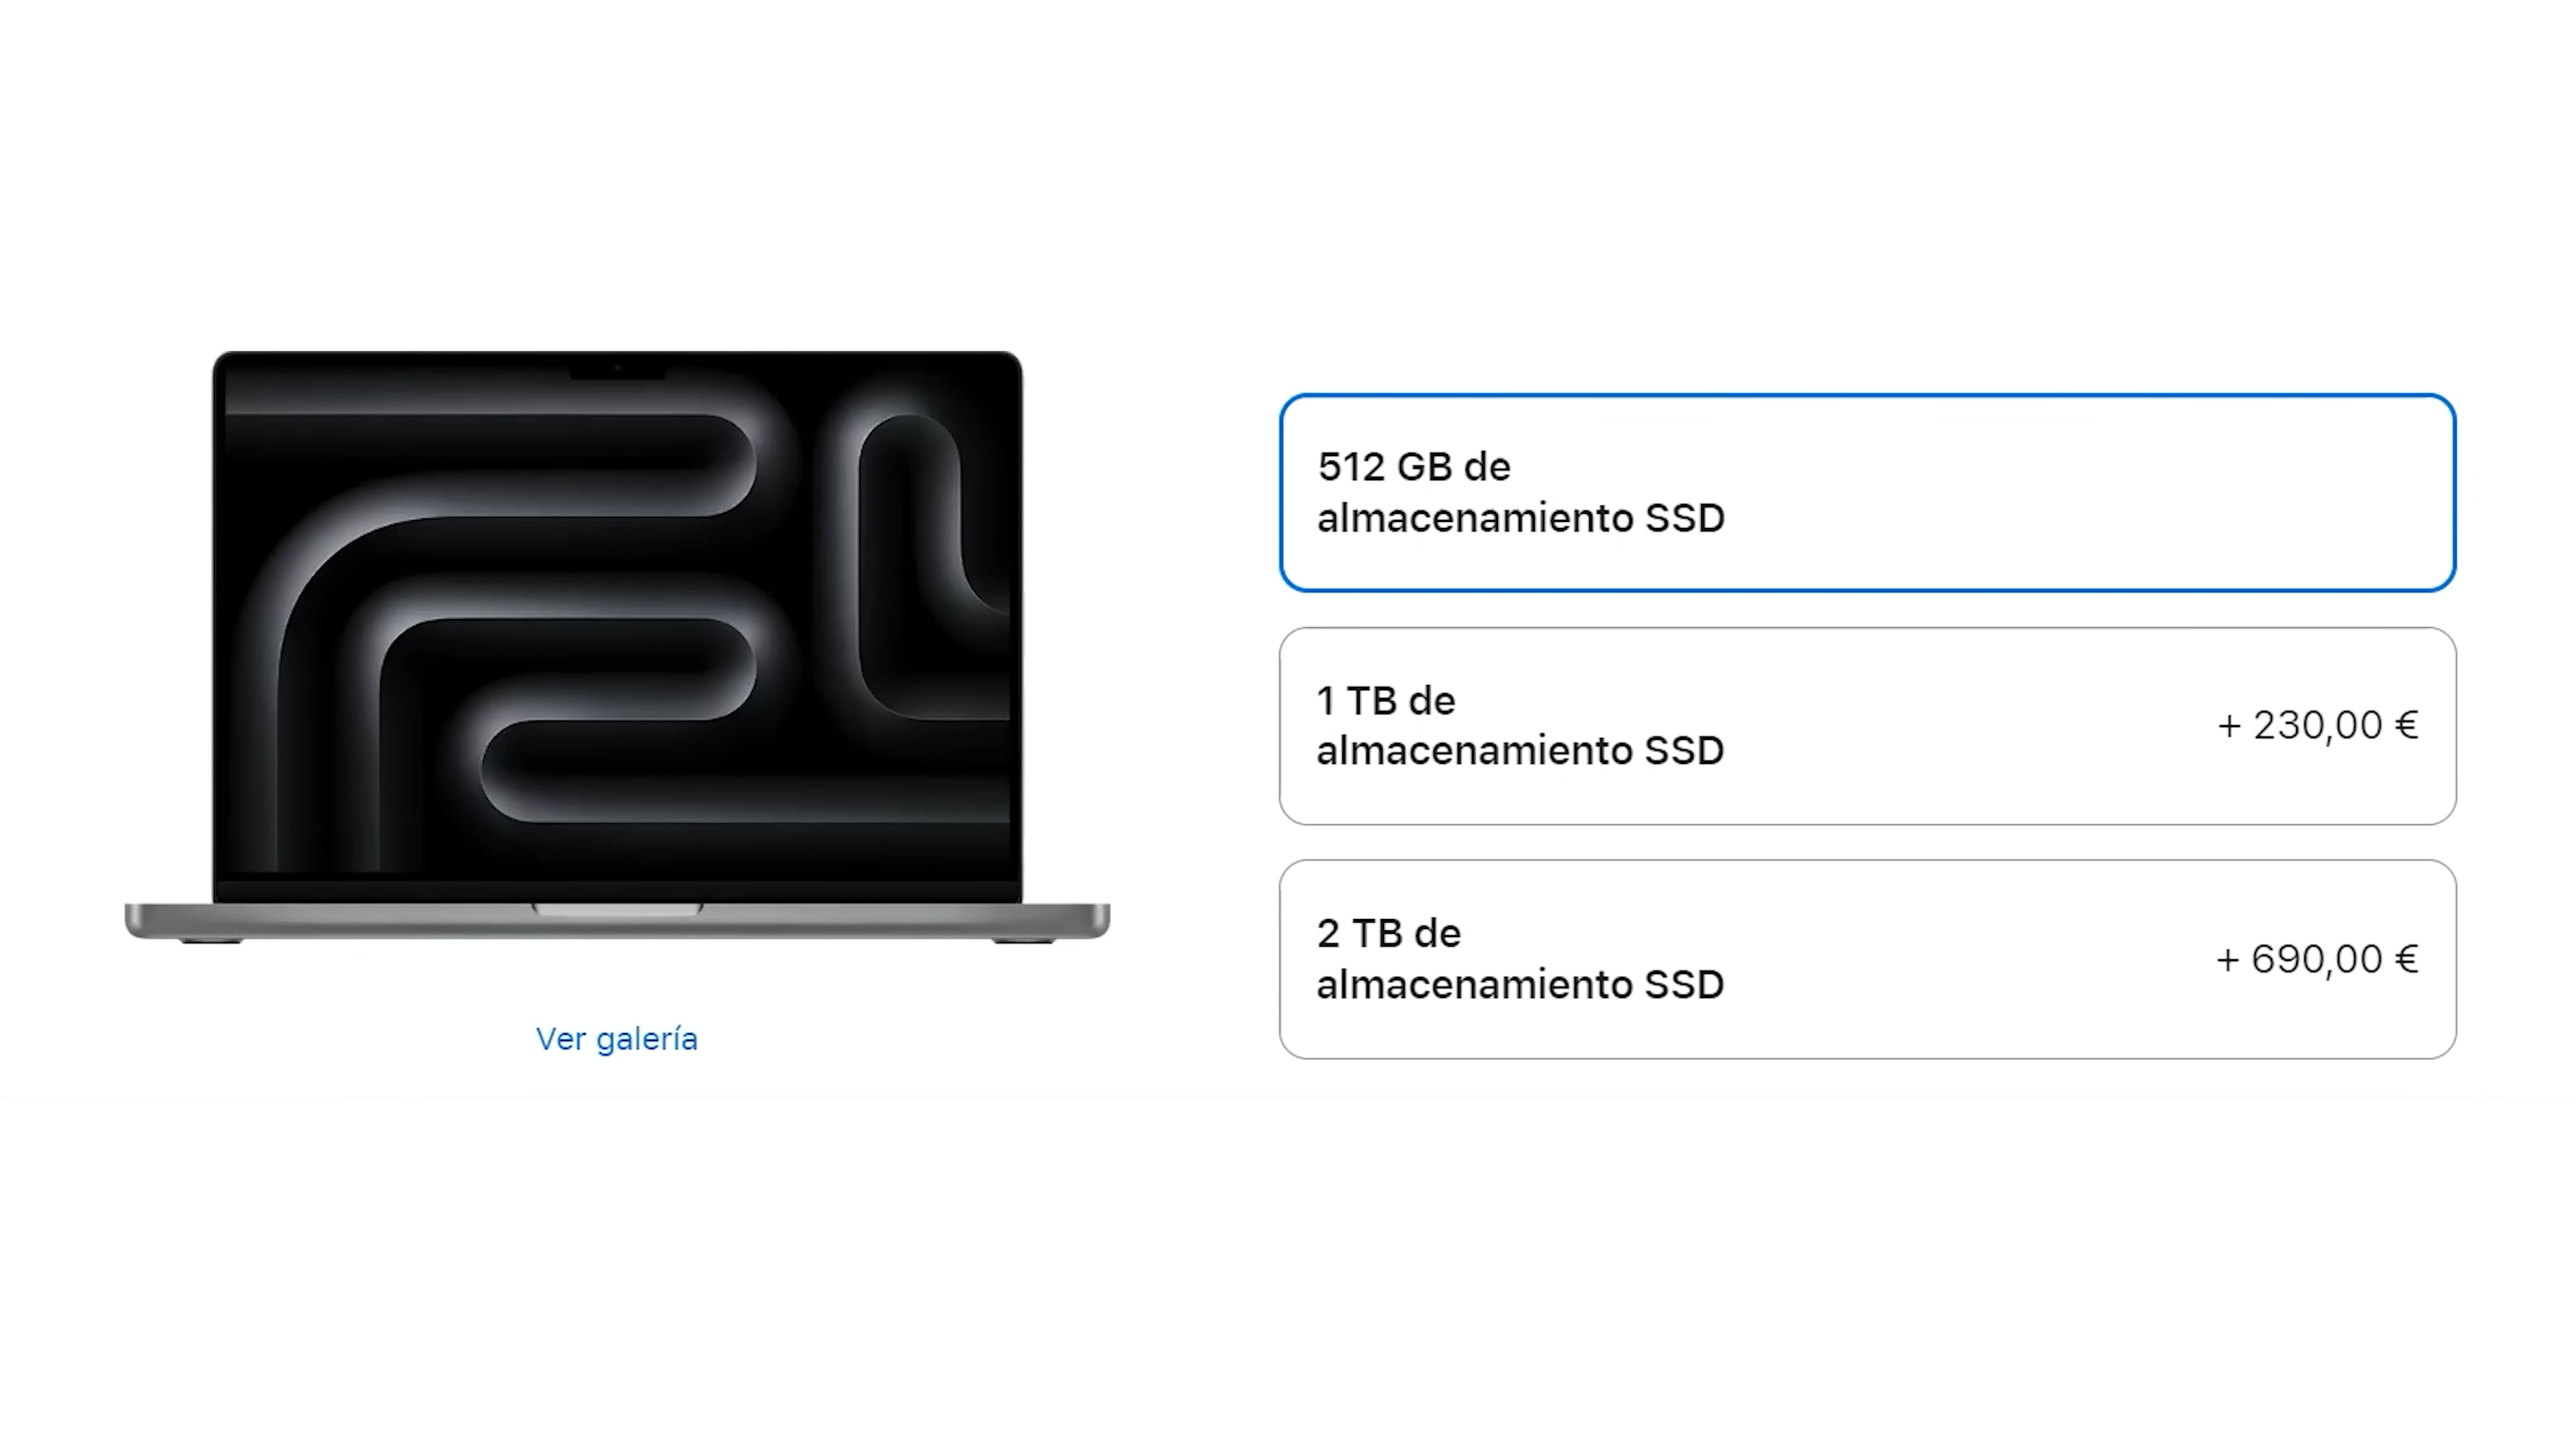 512 GB de
almacenamiento SSD
1 TB de
almacenamiento SSD
+ 230,00 €
2 TB de
almacenamiento SSD
+ 690,00 €
Ver galería